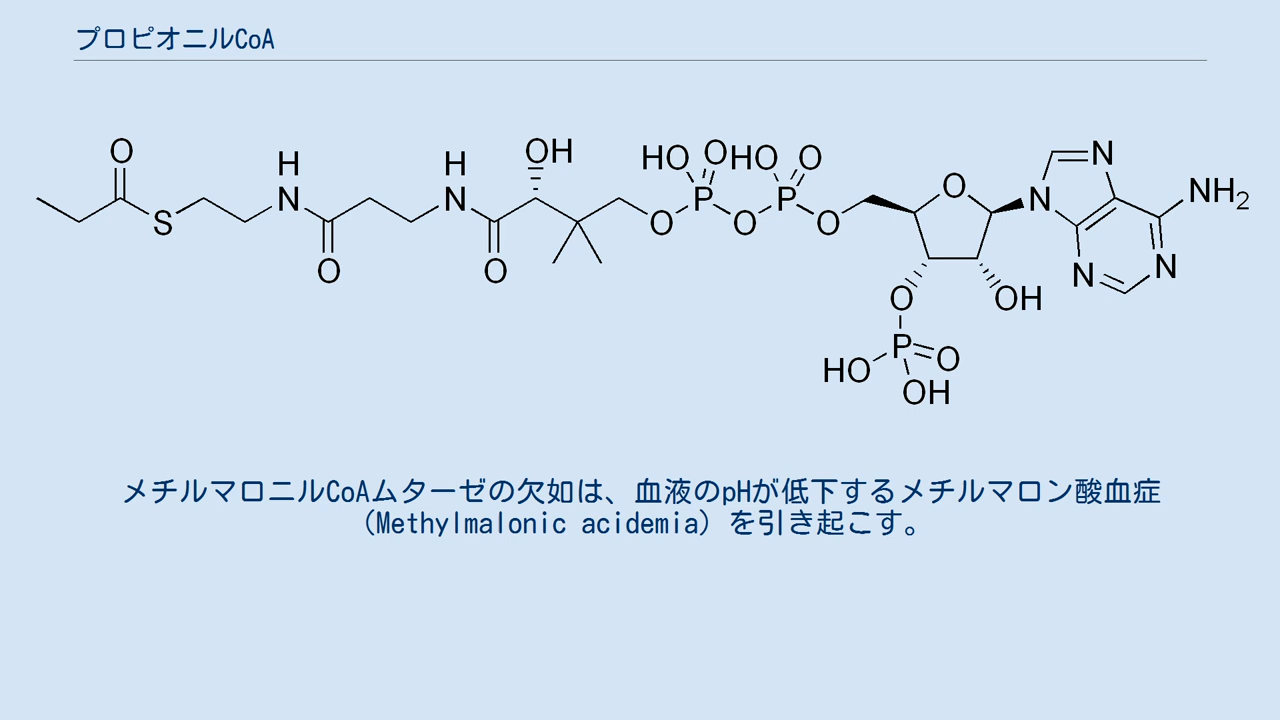 プロピオニルCoA
O H H OH HO O HO O O N NH2
S N N P P N
O O O O O N N
O OH
P O
HO OH
メチルマロニルCoAムターゼの欠如は、血液のpHが低下するメチルマロン酸血症
(Methylmalonic acidemia) を引き起こす。